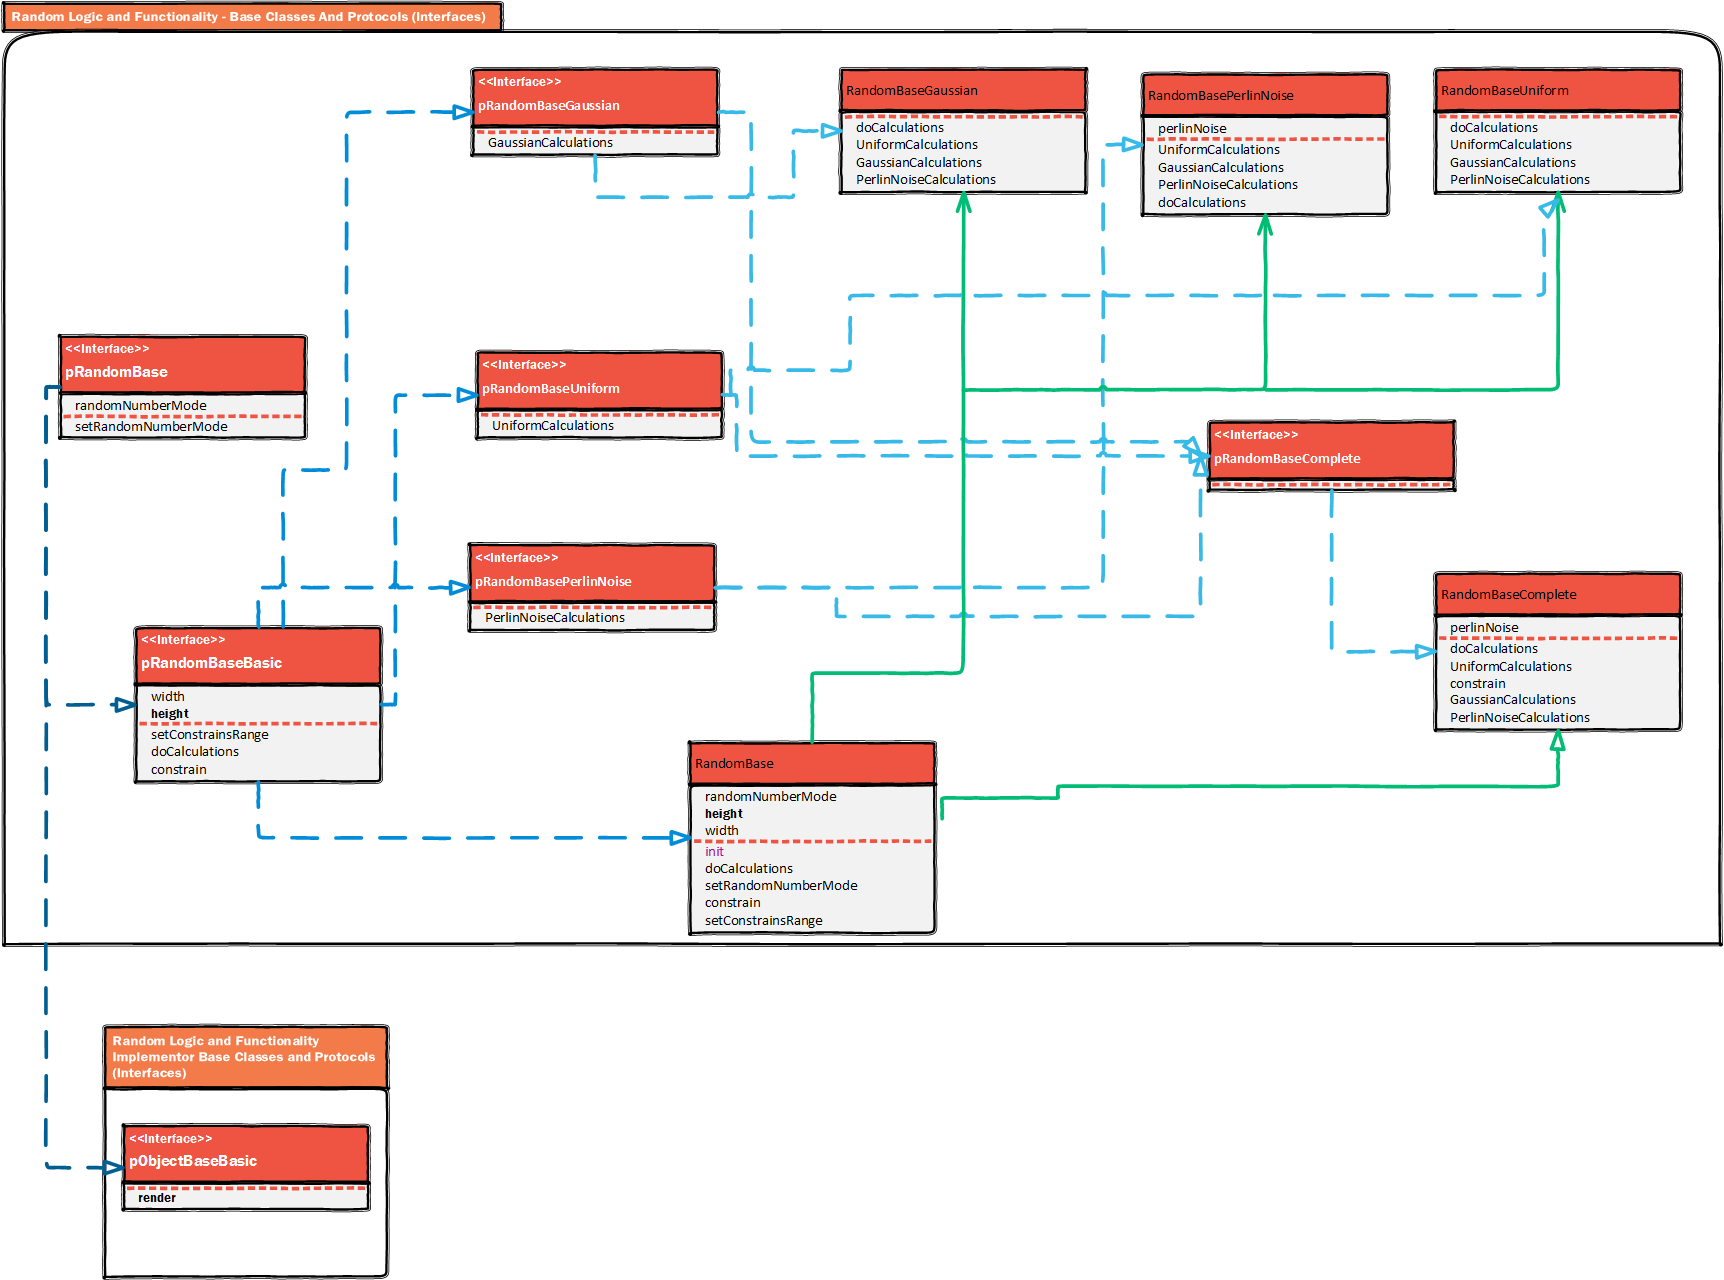 Random Logic and Functionality - Base Classes And Protocols (Interfaces)
<<Interface>>
pRandomBaseGaussian
GaussianCalculations
RandomBaseGaussian
doCalculations
UniformCalculations
GaussianCalculations
PerlinNoiseCalculations
RandomBasePerlinNoise
perlinNoise
UniformCalculations
GaussianCalculations
PerlinNoiseCalculations
doCalculations
RandomBaseUniform
doCalculations
UniformCalculations
GaussianCalculations
PerlinNoiseCalculations
<<Interface>>
pRandomBase
randomNumberMode
setRandomNumberMode
<<Interface>>
pRandomBaseUniform
UniformCalculations
<<Interface>>
pRandomBaseComplete
<<Interface>>
pRandomBasePerlinNoise
PerlinNoiseCalculations
RandomBaseComplete
perlinNoise
doCalculations
UniformCalculations
constrain
GaussianCalculations
PerlinNoiseCalculations
<<Interface>>
pRandomBaseBasic
width
height
setConstrainsRange
doCalculations
constrain
RandomBase
randomNumberMode
height
width
init
doCalculations
setRandomNumberMode
constrain
setConstrainsRange
Random Logic and Functionality
Implementor Base Classes and Protocols
(Interfaces)
<<Interface>>
pObjectBaseBasic
render